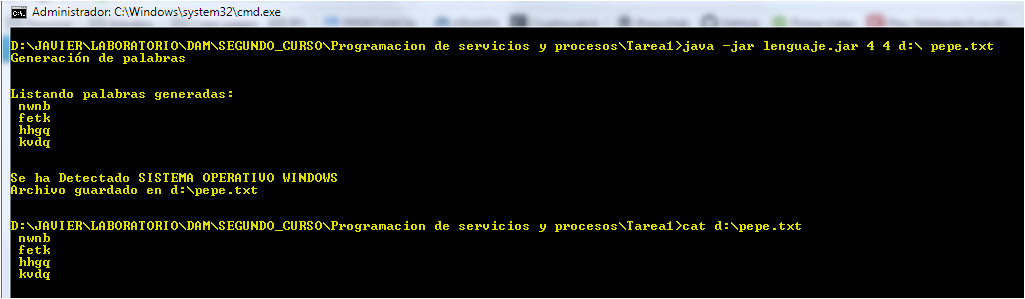 Administrador: C:\Windows\system32\cmd.exe
D:\JAVIER\LABORATORIO\DAM\SEGUNDO_CURSO\Programacion de servicios y procesos\Tarea1>java -jar lenguaje.jar 4 4 d:\ pepe.txt
Generación de palabras
Listando palabras generadas:
nwnb
fetk
hhgq
kvdq
Se ha Detectado SISTEMA OPERATIVO WINDOWS
Archivo guardado en d:\pepe.txt
D:\JAVIER\LABORATORIO\DAM\SEGUNDO_CURSO\Programacion de servicios y procesos\Tarea1>cat d:\pepe.txt
nwnb
fetk
hhgq
kvdq